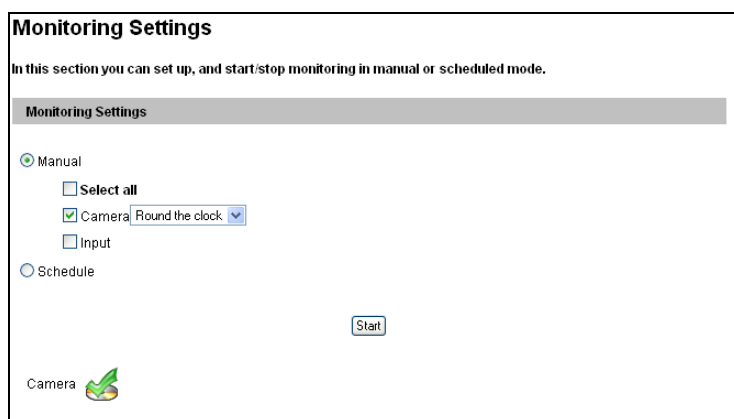 Monitoring Settings
In this section you can set up, and start/stop monitoring in manual or scheduled mode.
Monitoring Settings
Manual
Select all
Camera Round the clock
Input
Schedule
Start
Camera